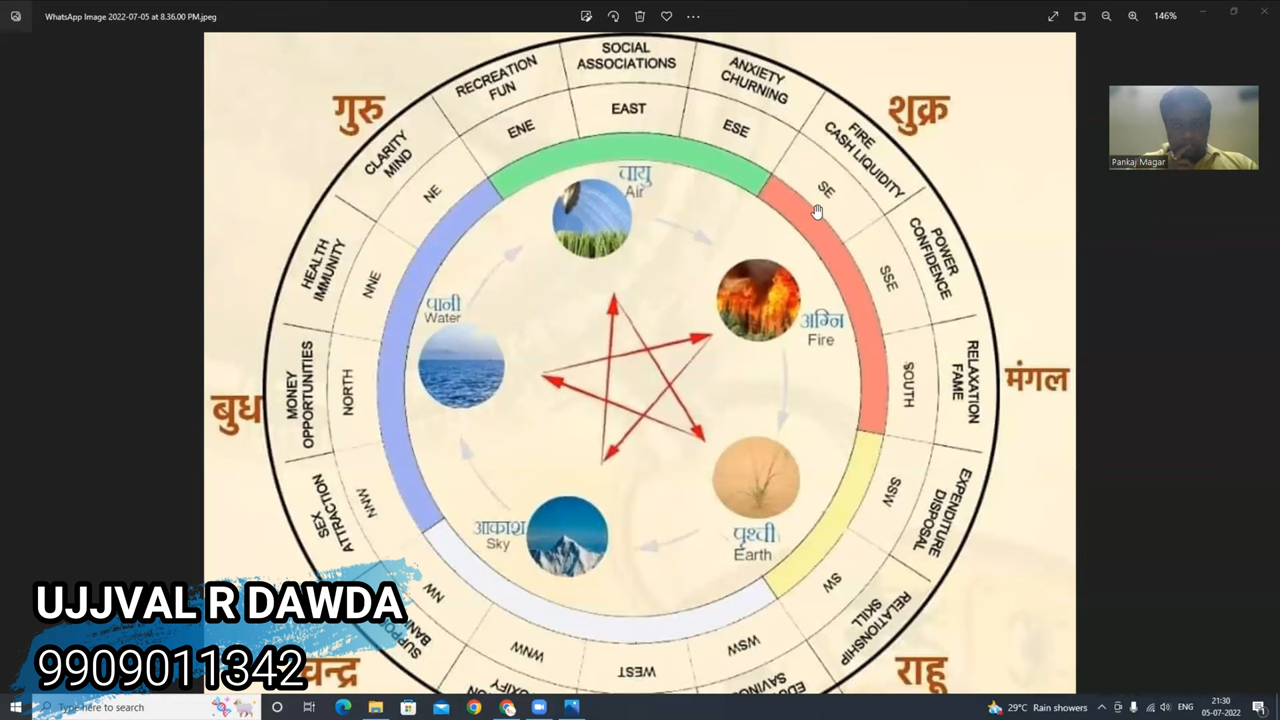 WhatsApp Image 2022-07-05 at 8.36.00 PM.jpeg
146%
SOCIAL
ASSOCIATIONS
RECREATION
FUN
ANXIETY
CHURNING
EAST
ENE
ESE
गुरु
शुक्र
CLARITY
MIND
FIRE
CASH LIQUIDITY
NE
SE
वायु
Air
Pankaj Magar
HEALTH
IMMUNITY
NNE
POWER
CONFIDENCE
SSE
पानी
Water
अग्नि
Fire
MONEY
OPPORTUNITIES
NORTH
SOUTH
RELAXATION
FAME
बुध
मंगल
SEX
ATTRACTION
NNW
SSW
EXPENDITURE
DISPOSAL
आकाश
Sky
पृथ्वी
Earth
NW
SW
RELATIONSHIP
SKILL
WNW
WEST
WSW
राहू
UJJVAL R DAWDA
9909011342
Type here to search
29°C Rain showers
ENG
21:30
05-07-2022